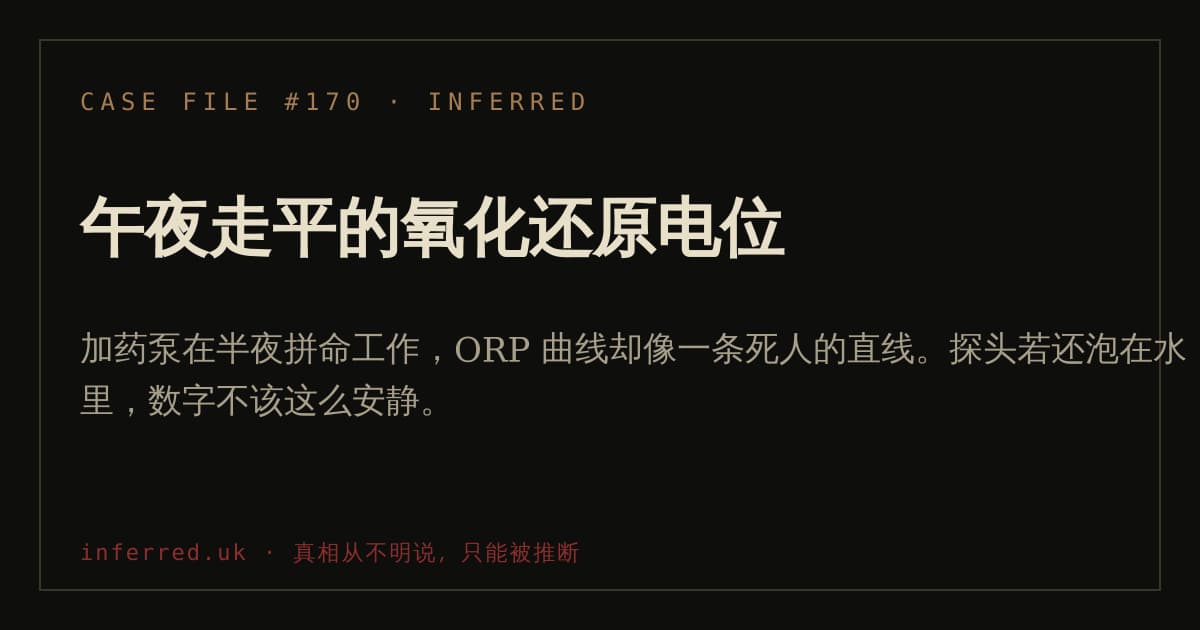 CASE FILE #170 · INFERRED
午夜走平的氧化还原电位
加药泵在半夜拼命工作，ORP 曲线却像一条死人的直线。探头若还泡在水
里，数字不该这么安静。
inferred.uk · 真相从不明说，只能被推断